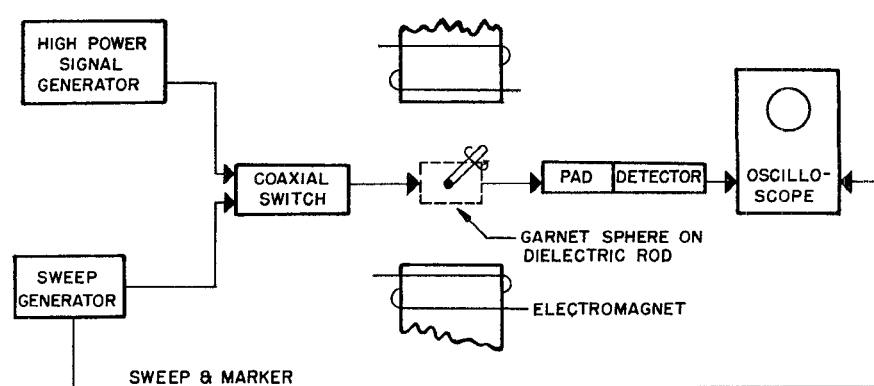 HIGH POWER
SIGNAL
GENERATOR
COAXIAL
SWITCH
PAD
DETECTOR
OSCILLO-
SCOPE
GARNET SPHERE ON
DIELECTRIC ROD
SWEEP
GENERATOR
ELECTROMAGNET
SWEEP & MARKER